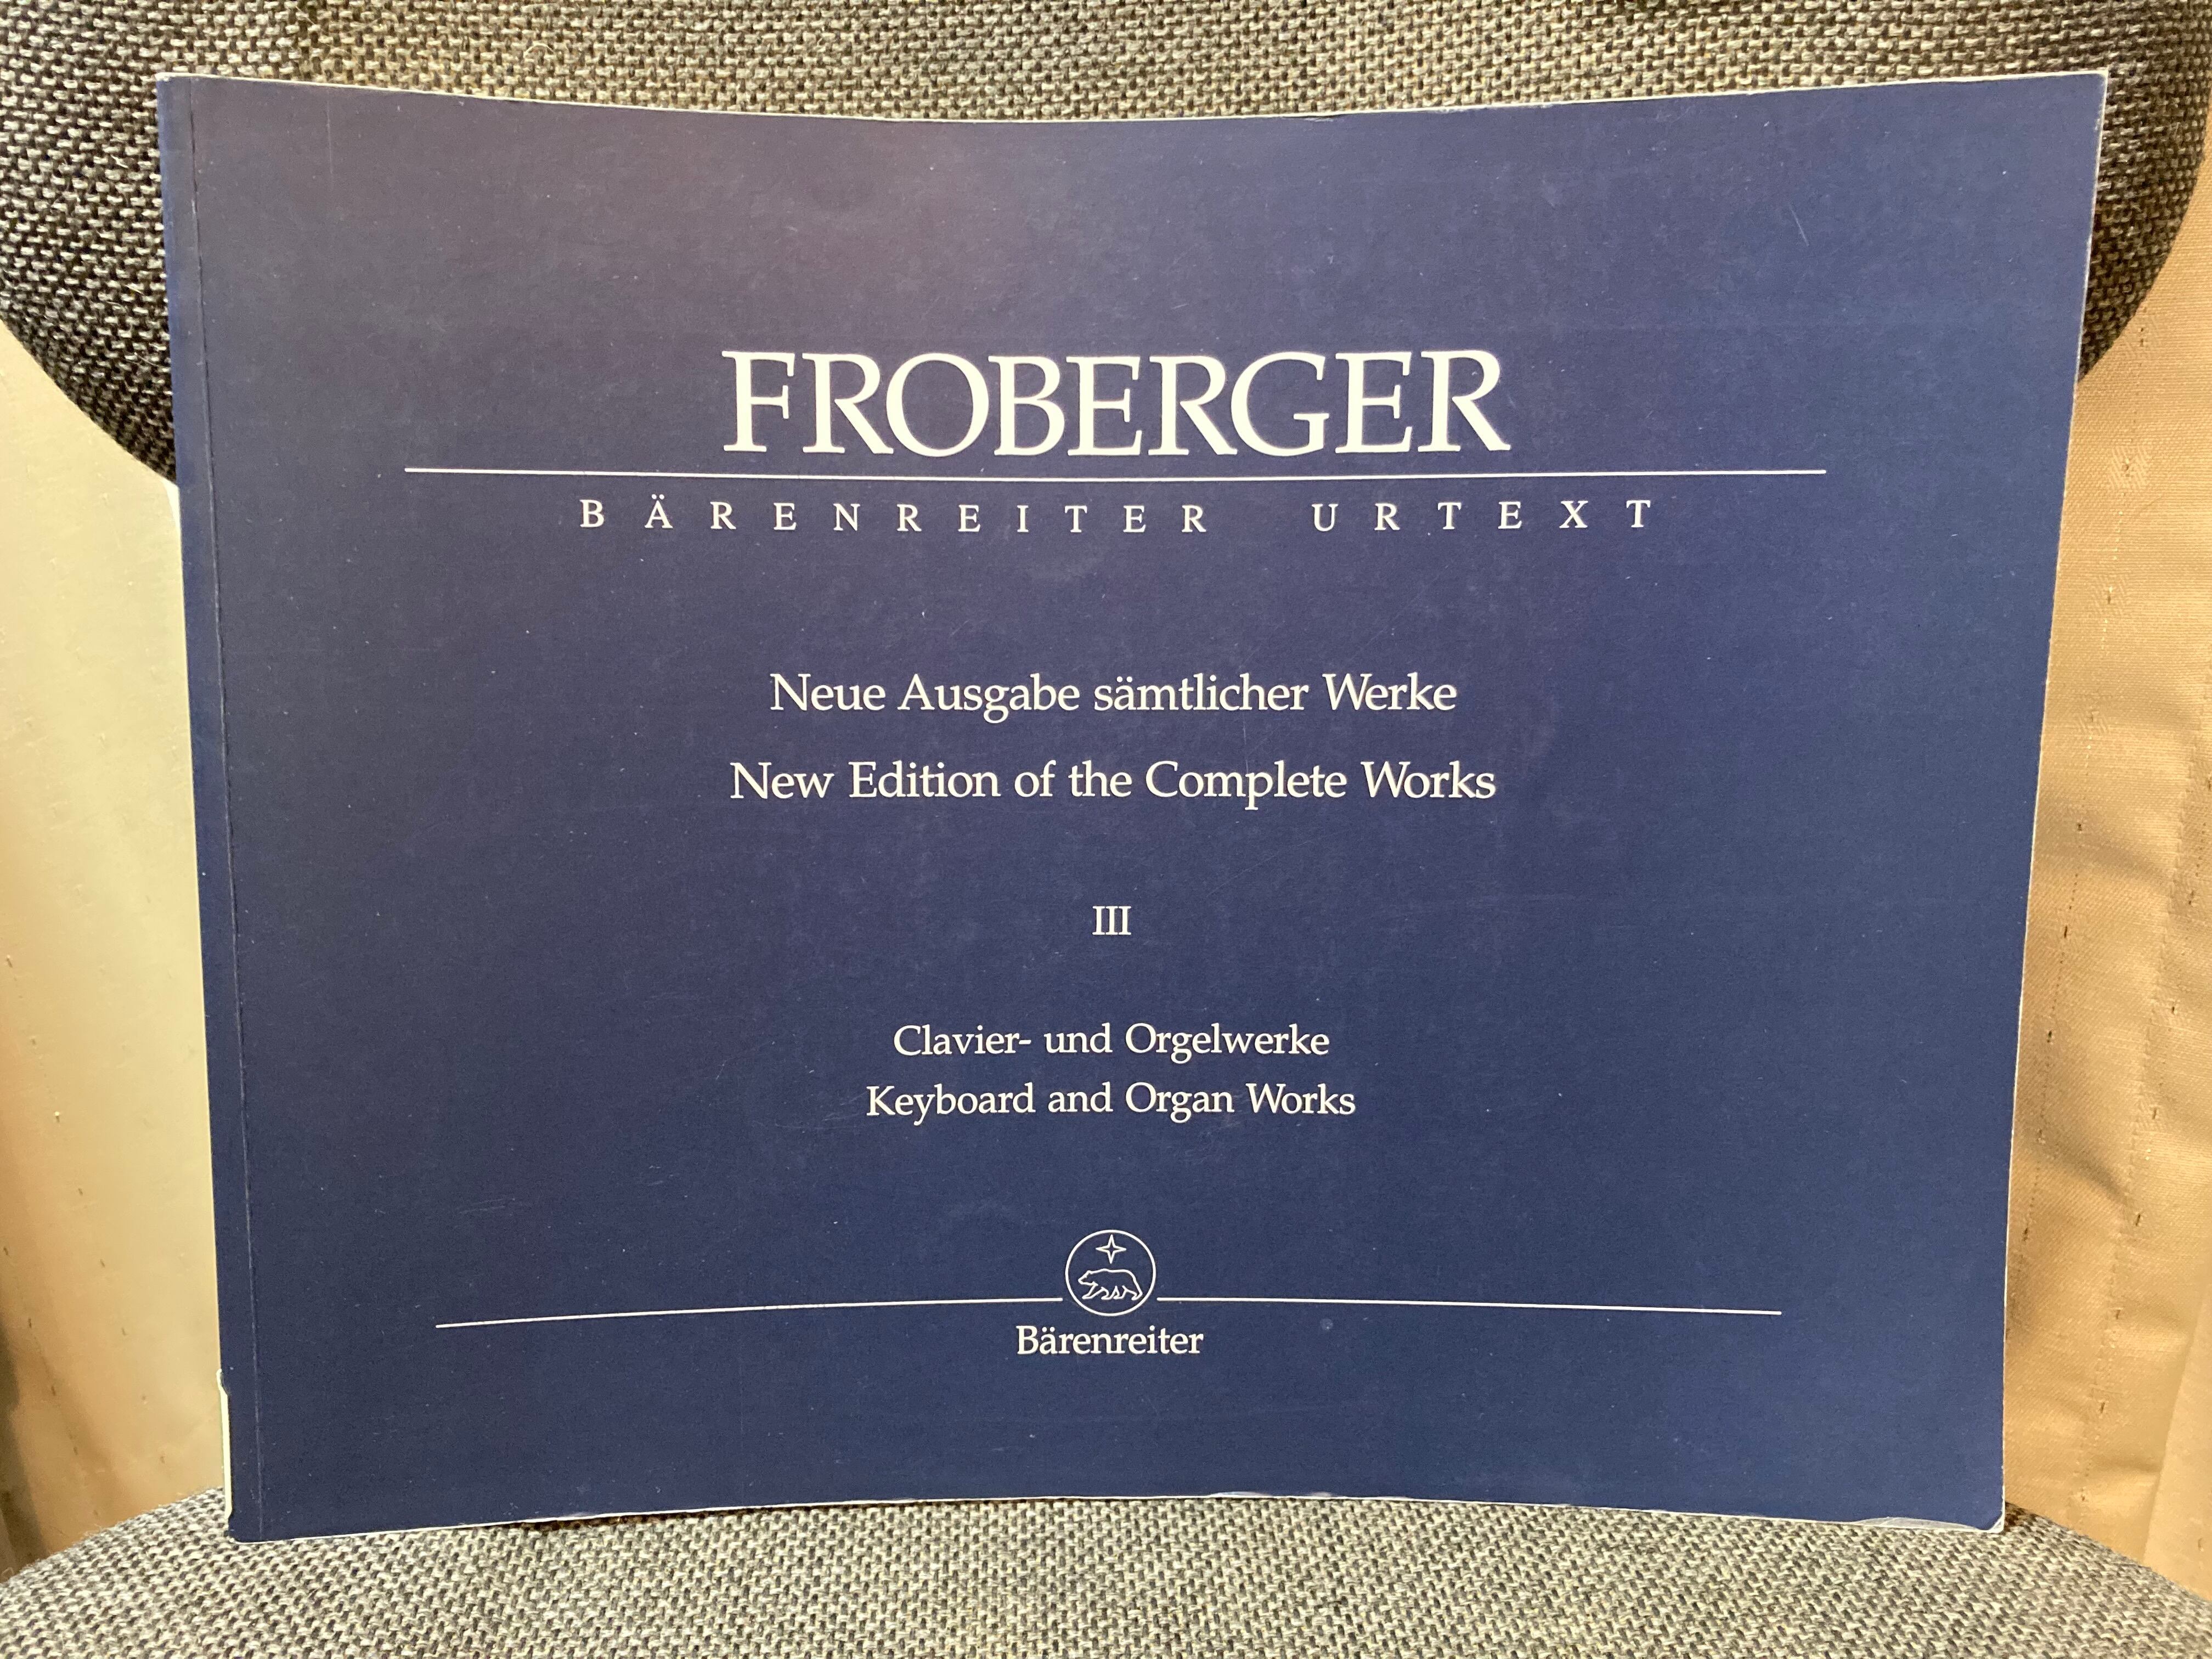 FROBERGER
BÄRENREITER URTEXT
Neue Ausgabe sämtlicher Werke
New Edition of the Complete Works
III
Clavier- und Orgelwerke
Keyboard and Organ Works
Bärenreiter